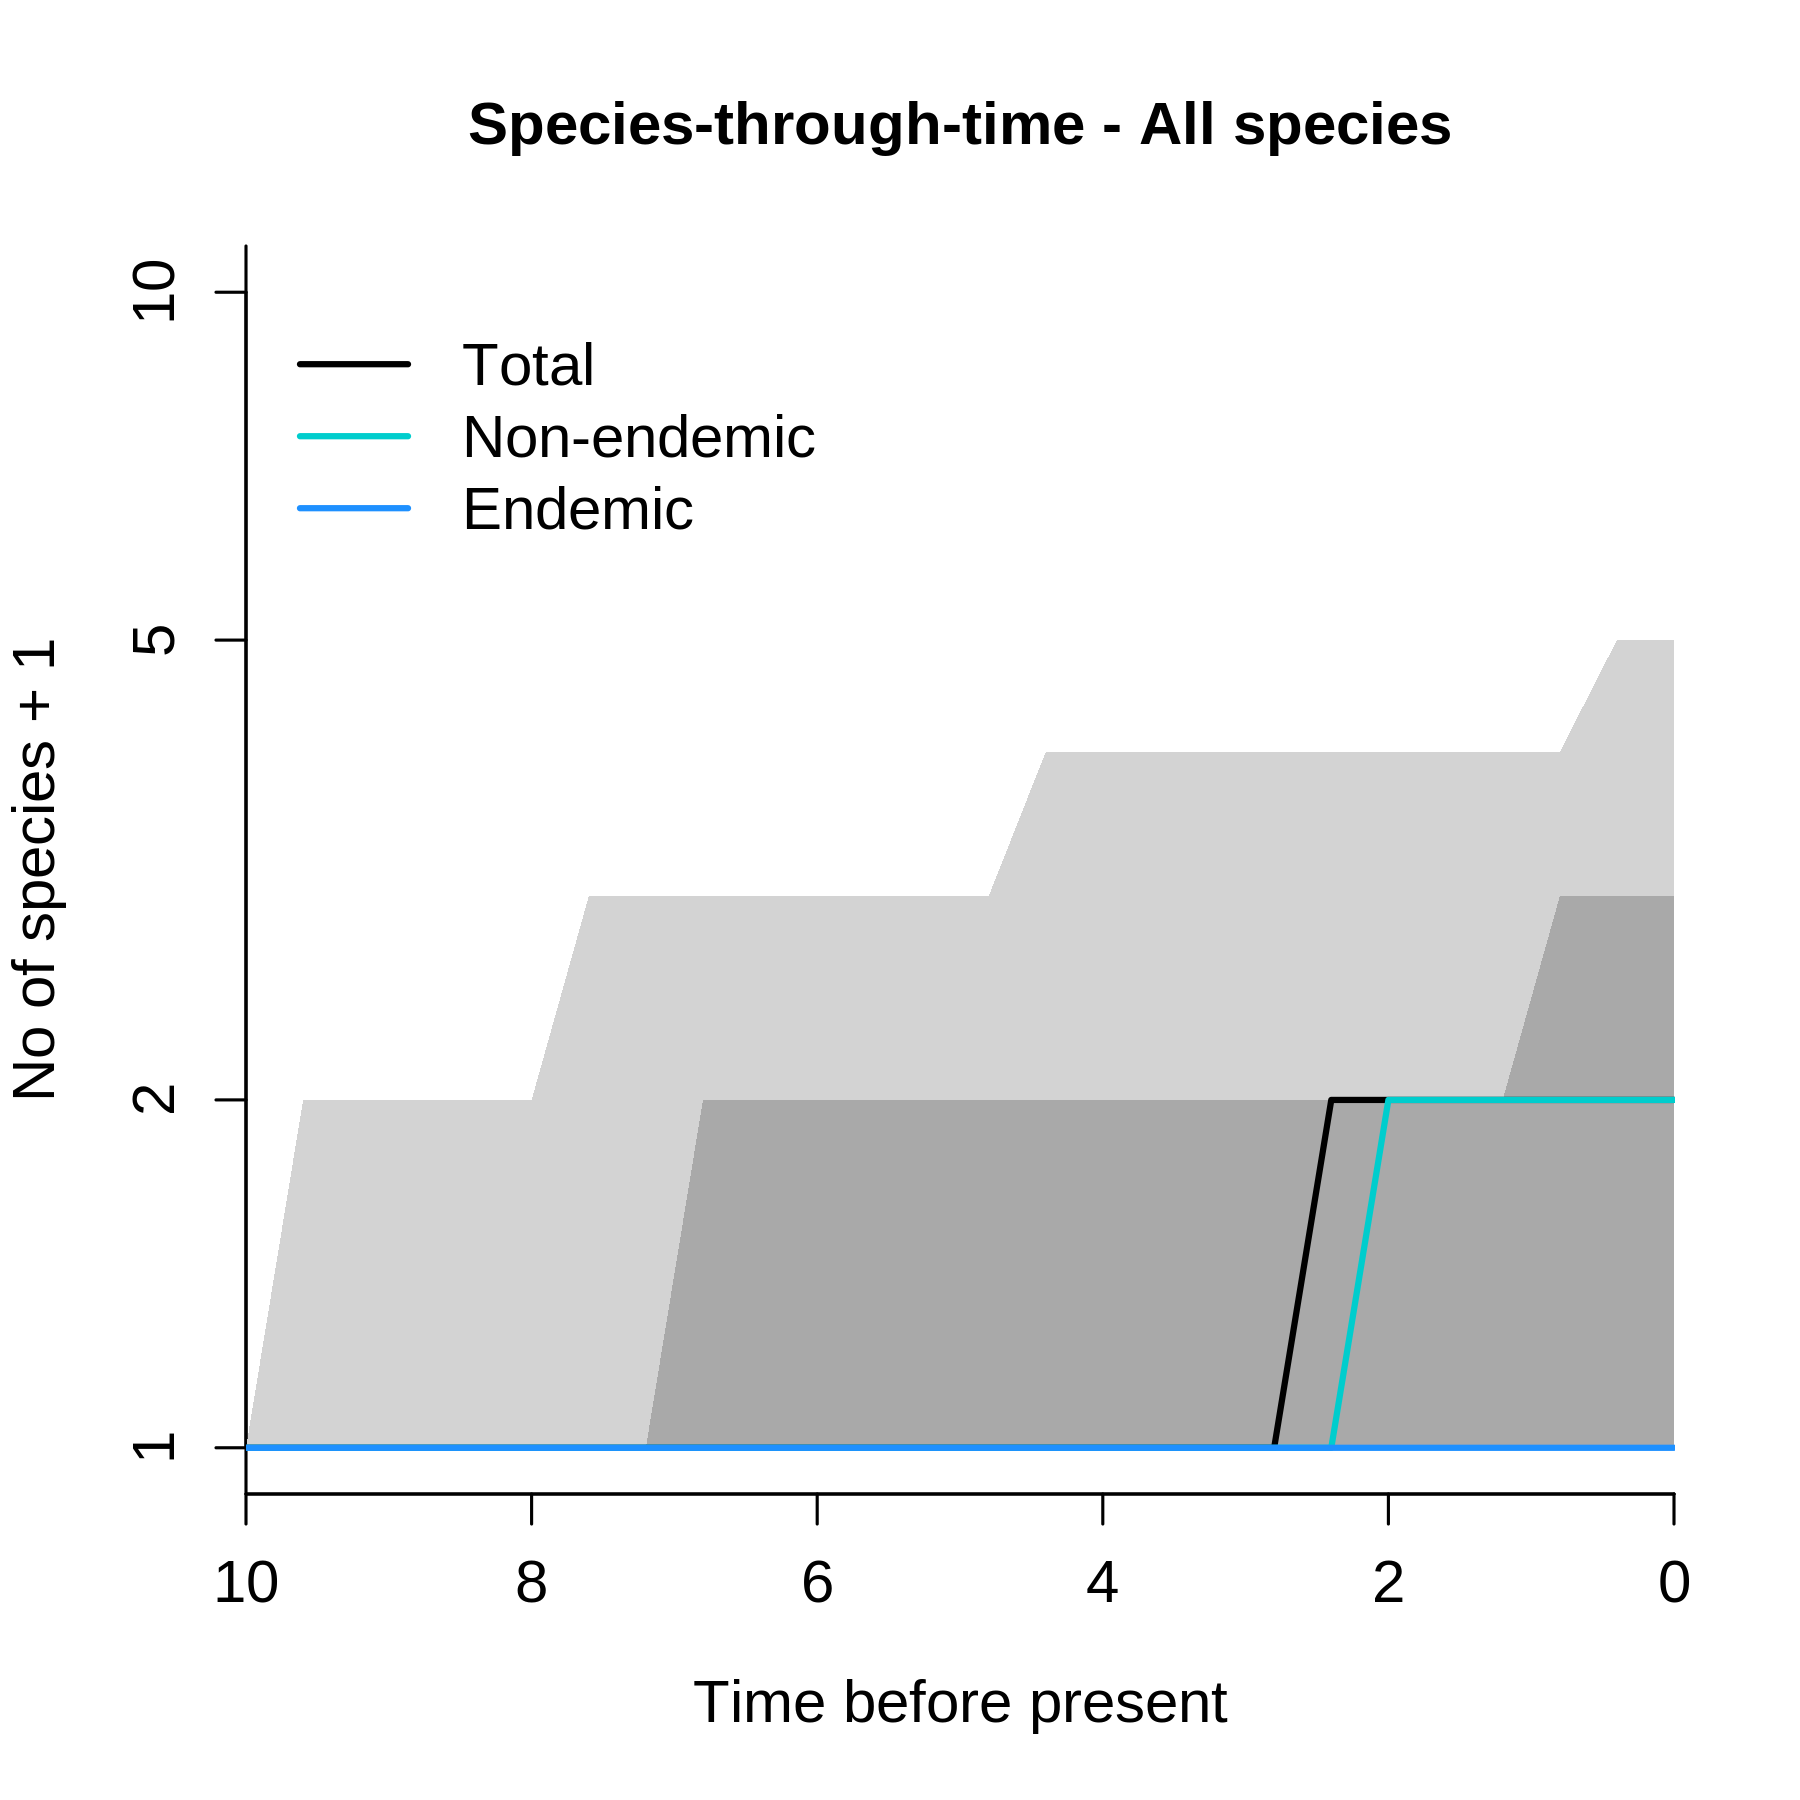 Species-through-time - All species
10
5
2
1
No of species + 1
Total
Non-endemic
Endemic
10 8 6 4 2 0
Time before present